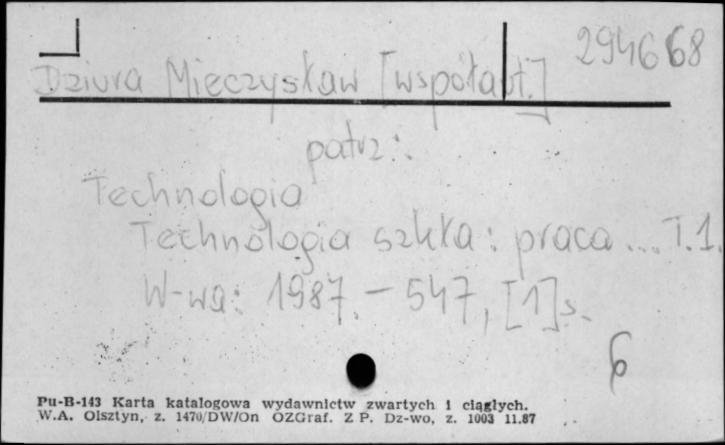 294668
Dziura Mieczysław [współaut.]
patrz:
Technologia
Technologia szkła: praca ... T.1.
W-wa: 1987. - 547, [1]s.
6
Pu-B-143 Karta katalogowa wydawnictw zwartych i ciągłych.
W.A. Olsztyn, z. 1470/DW/On OZGraf. Z P. Dz-wo, z. 1003 11.87